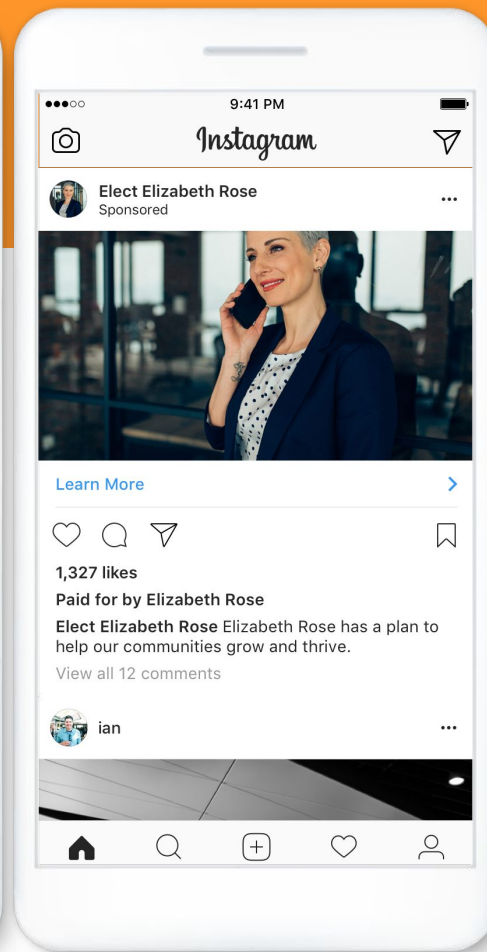 9:41 PM
Instagram
Elect Elizabeth Rose
Sponsored
Learn More
1,327 likes
Paid for by Elizabeth Rose
Elect Elizabeth Rose Elizabeth Rose has a plan to
help our communities grow and thrive.
View all 12 comments
ian